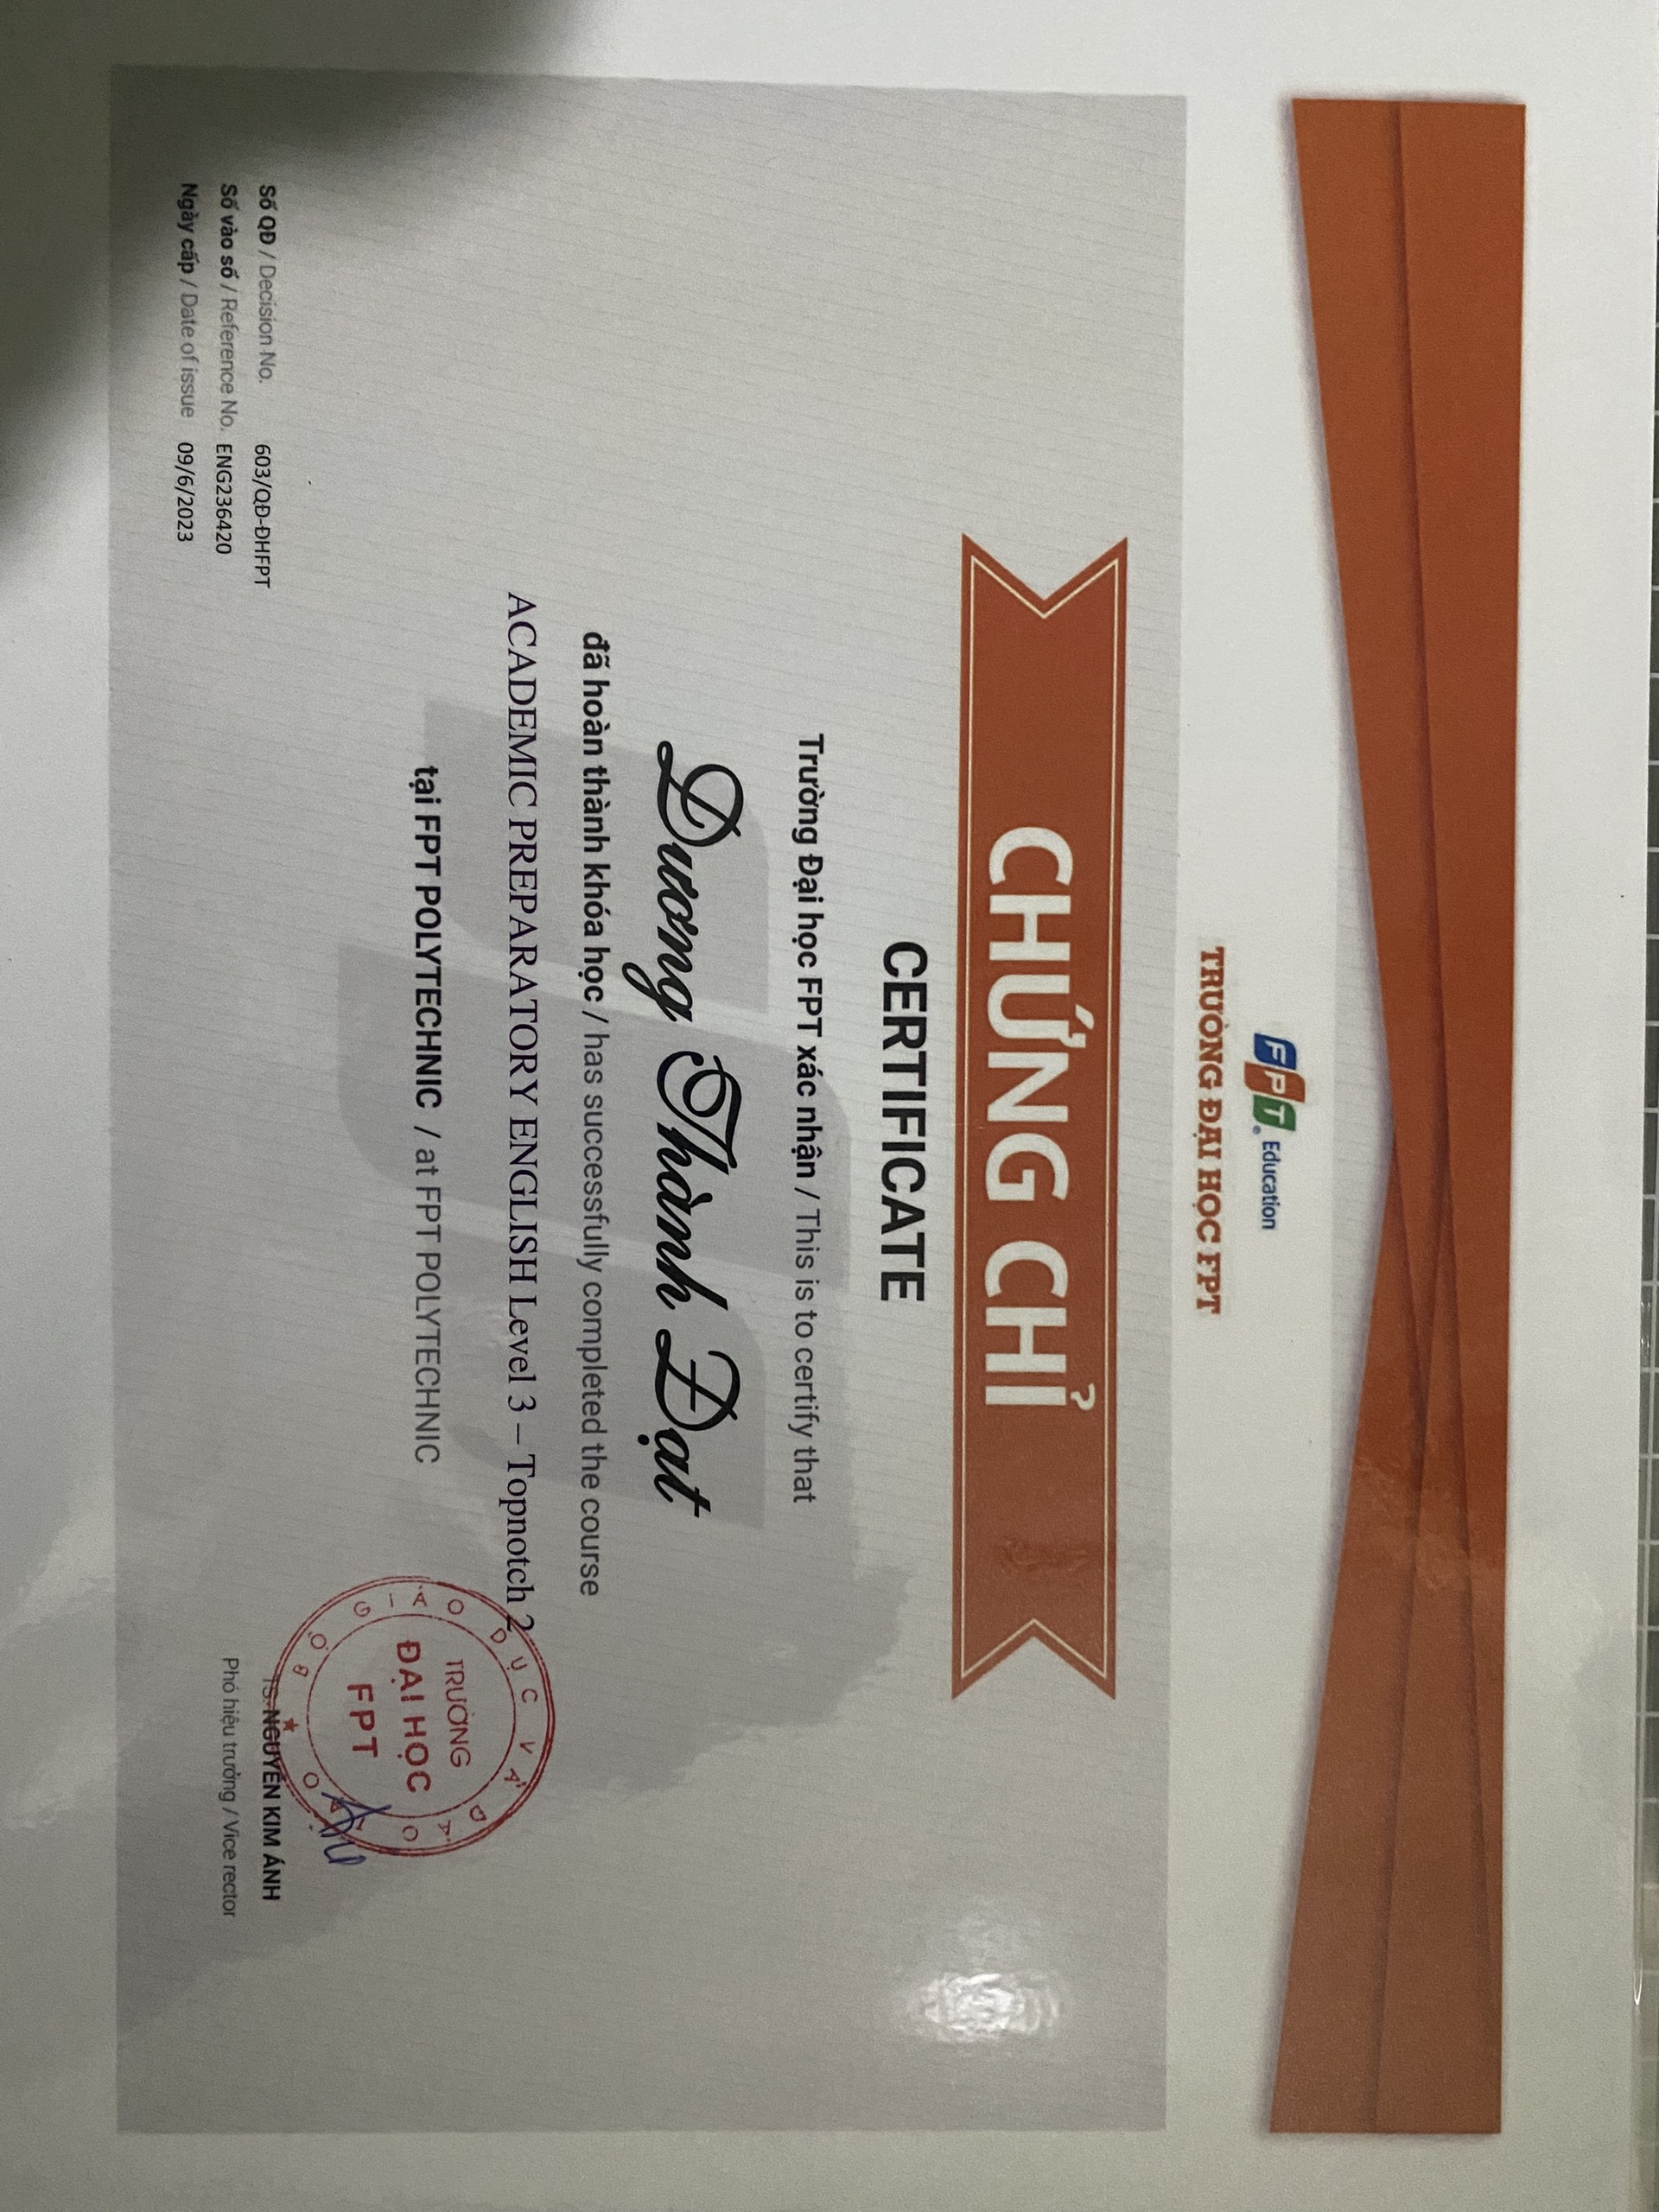 FPT Education
TRƯỜNG ĐẠI HỌC FPT
CHỨNG CHỈ
CERTIFICATE
Trường Đại học FPT xác nhận / This is to certify that
Dương Thành Đạt
đã hoàn thành khóa học / has successfully completed the course
ACADEMIC PREPARATORY ENGLISH Level 3 – Topnotch 2
tại FPT POLYTECHNIC / at FPT POLYTECHNIC
BỘ GIÁO DỤC VÀ ĐÀO TẠO
TRƯỜNG
ĐẠI HỌC
FPT
Số QĐ / Decision No. 603/QĐ-ĐHFPT
Số vào sổ / Reference No. ENG236420
Ngày cấp / Date of issue 09/6/2023
TS. NGUYỄN KIM ÁNH
Phó hiệu trưởng / Vice rector